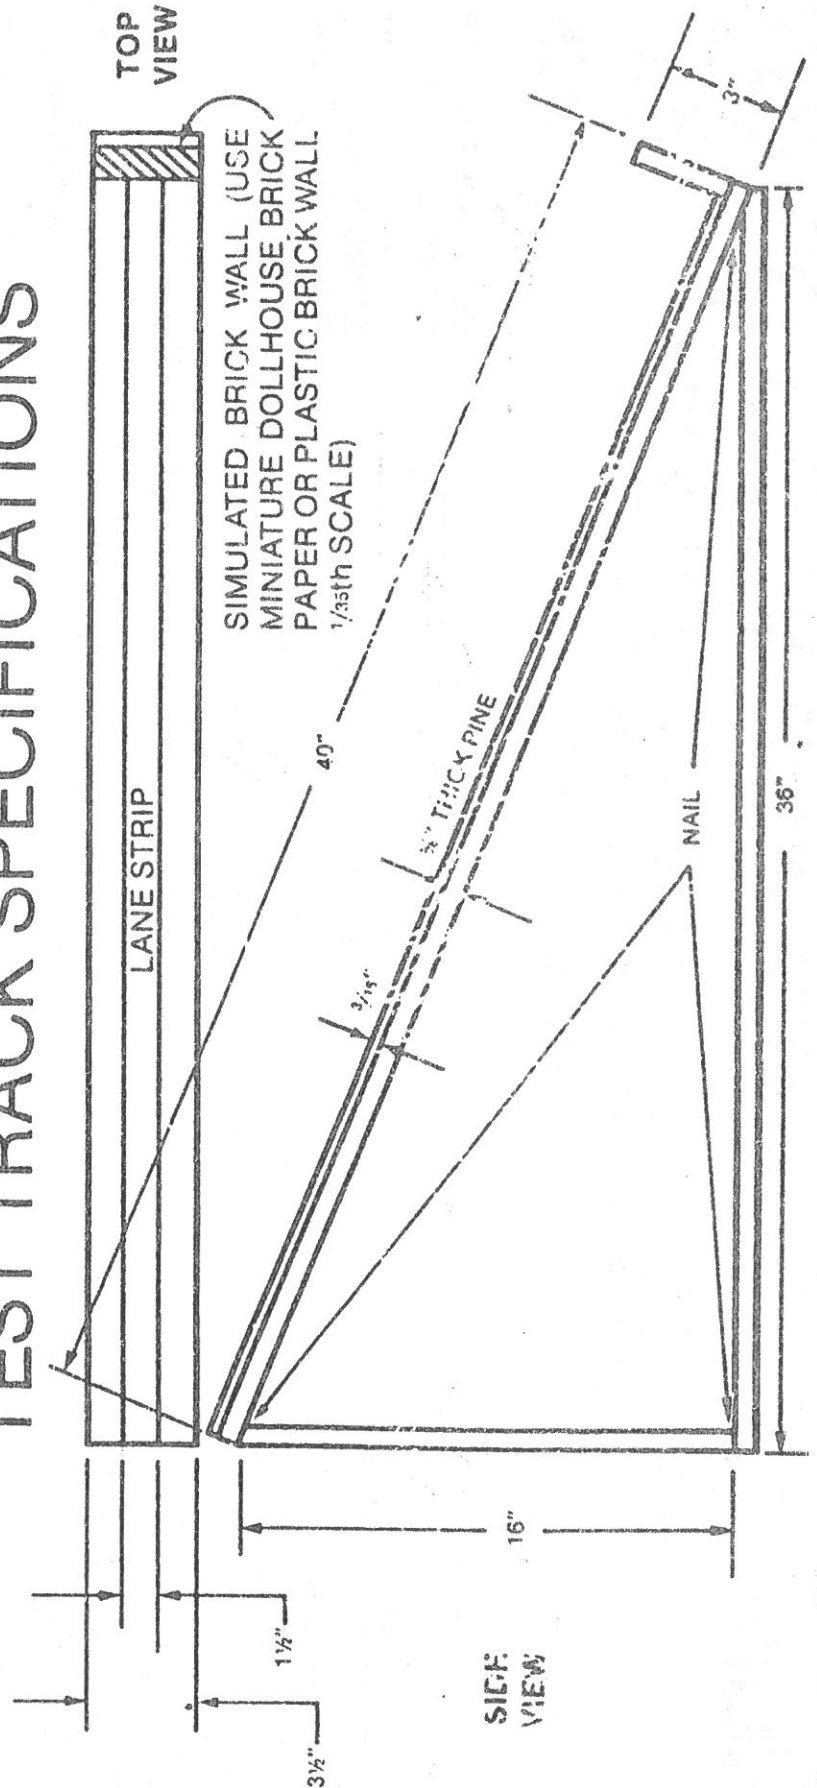 TEST TRACK SPECIFICATIONS
TOP
VIEW
LANE STRIP
SIMULATED BRICK WALL (USE
MINIATURE DOLLHOUSE BRICK
PAPER OR PLASTIC BRICK WALL
1/35th SCALE)
3½"
1½"
40"
3"
3/16"
THICK PINE
NAIL
16"
36"
SIDE
VIEW